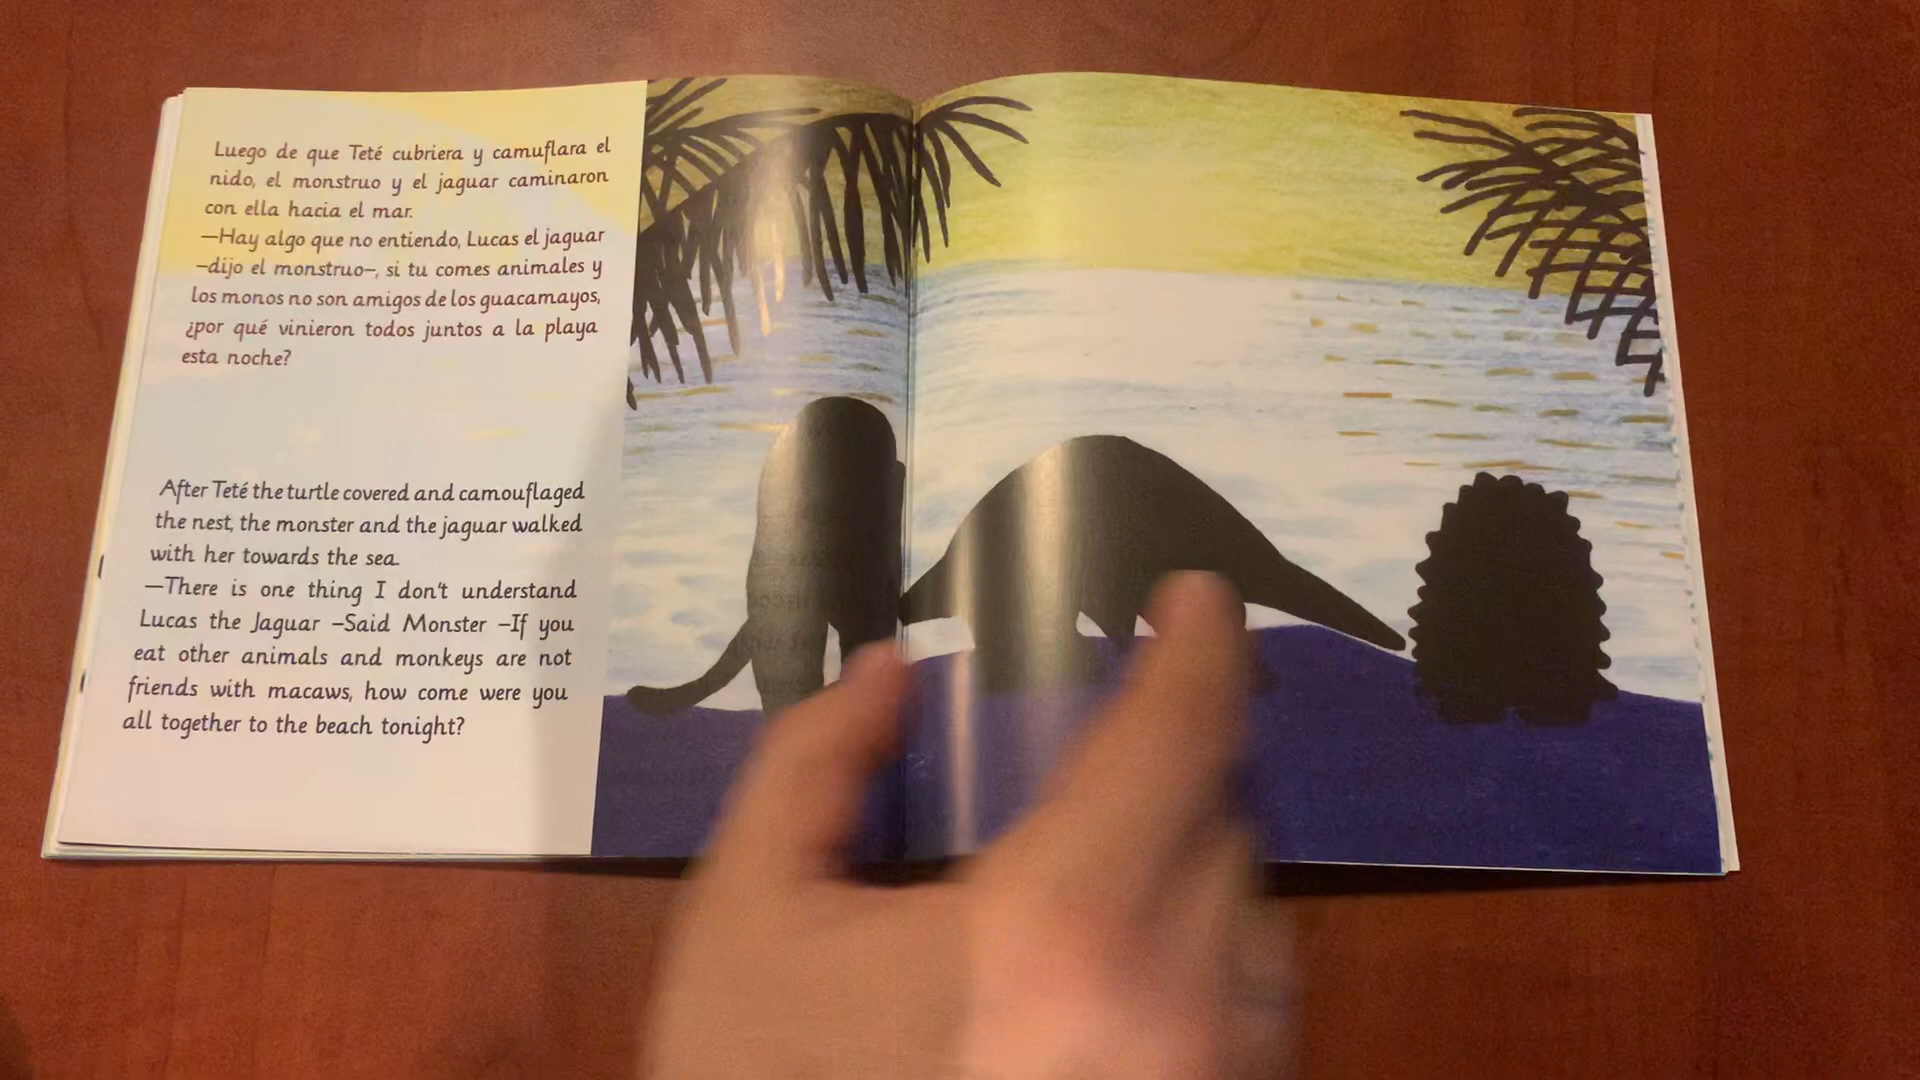 Luego de que Teté cubriera y camuflara el
nido, el monstruo y el jaguar caminaron
con ella hacia el mar.
—Hay algo que no entiendo, Lucas el jaguar
–dijo el monstruo–, si tu comes animales y
los monos no son amigos de los guacamayos,
¿por qué vinieron todos juntos a la playa
esta noche?
After Teté the turtle covered and camouflaged
the nest, the monster and the jaguar walked
with her towards the sea.
—There is one thing I don't understand
Lucas the Jaguar –Said Monster –If you
eat other animals and monkeys are not
friends with macaws, how come were you
all together to the beach tonight?